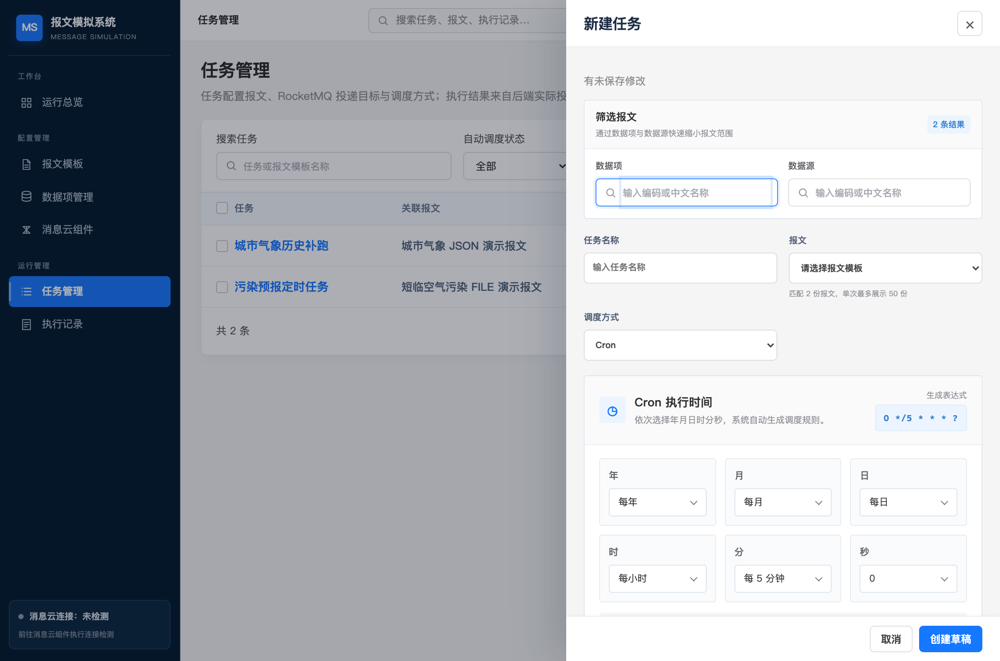 MS
报文模拟系统
MESSAGE SIMULATION
工作台
运行总览
配置管理
报文模板
数据项管理
消息云组件
运行管理
任务管理
执行记录
消息云连接：未检测
前往消息云组件执行连接检测
任务管理
搜索任务、报文、执行记录...
任务管理
任务配置报文、RocketMQ 投递目标与调度方式；执行结果来自后端实际投
搜索任务
自动调度状态
任务或报文模板名称
全部
任务
关联报文
城市气象历史补跑
城市气象 JSON 演示报文
污染预报定时任务
短临空气污染 FILE 演示报文
共 2 条
新建任务
有未保存修改
筛选报文
通过数据项与数据源快速缩小报文范围
2 条结果
数据项
数据源
输入编码或中文名称
输入编码或中文名称
任务名称
报文
输入任务名称
请选择报文模板
匹配 2 份报文，单次最多展示 50 份
调度方式
Cron
Cron 执行时间
依次选择年月日时分秒，系统自动生成调度规则。
生成表达式
0 */5 * * * ?
年
月
日
每年
每月
每日
时
分
秒
每小时
每 5 分钟
0
取消
创建草稿